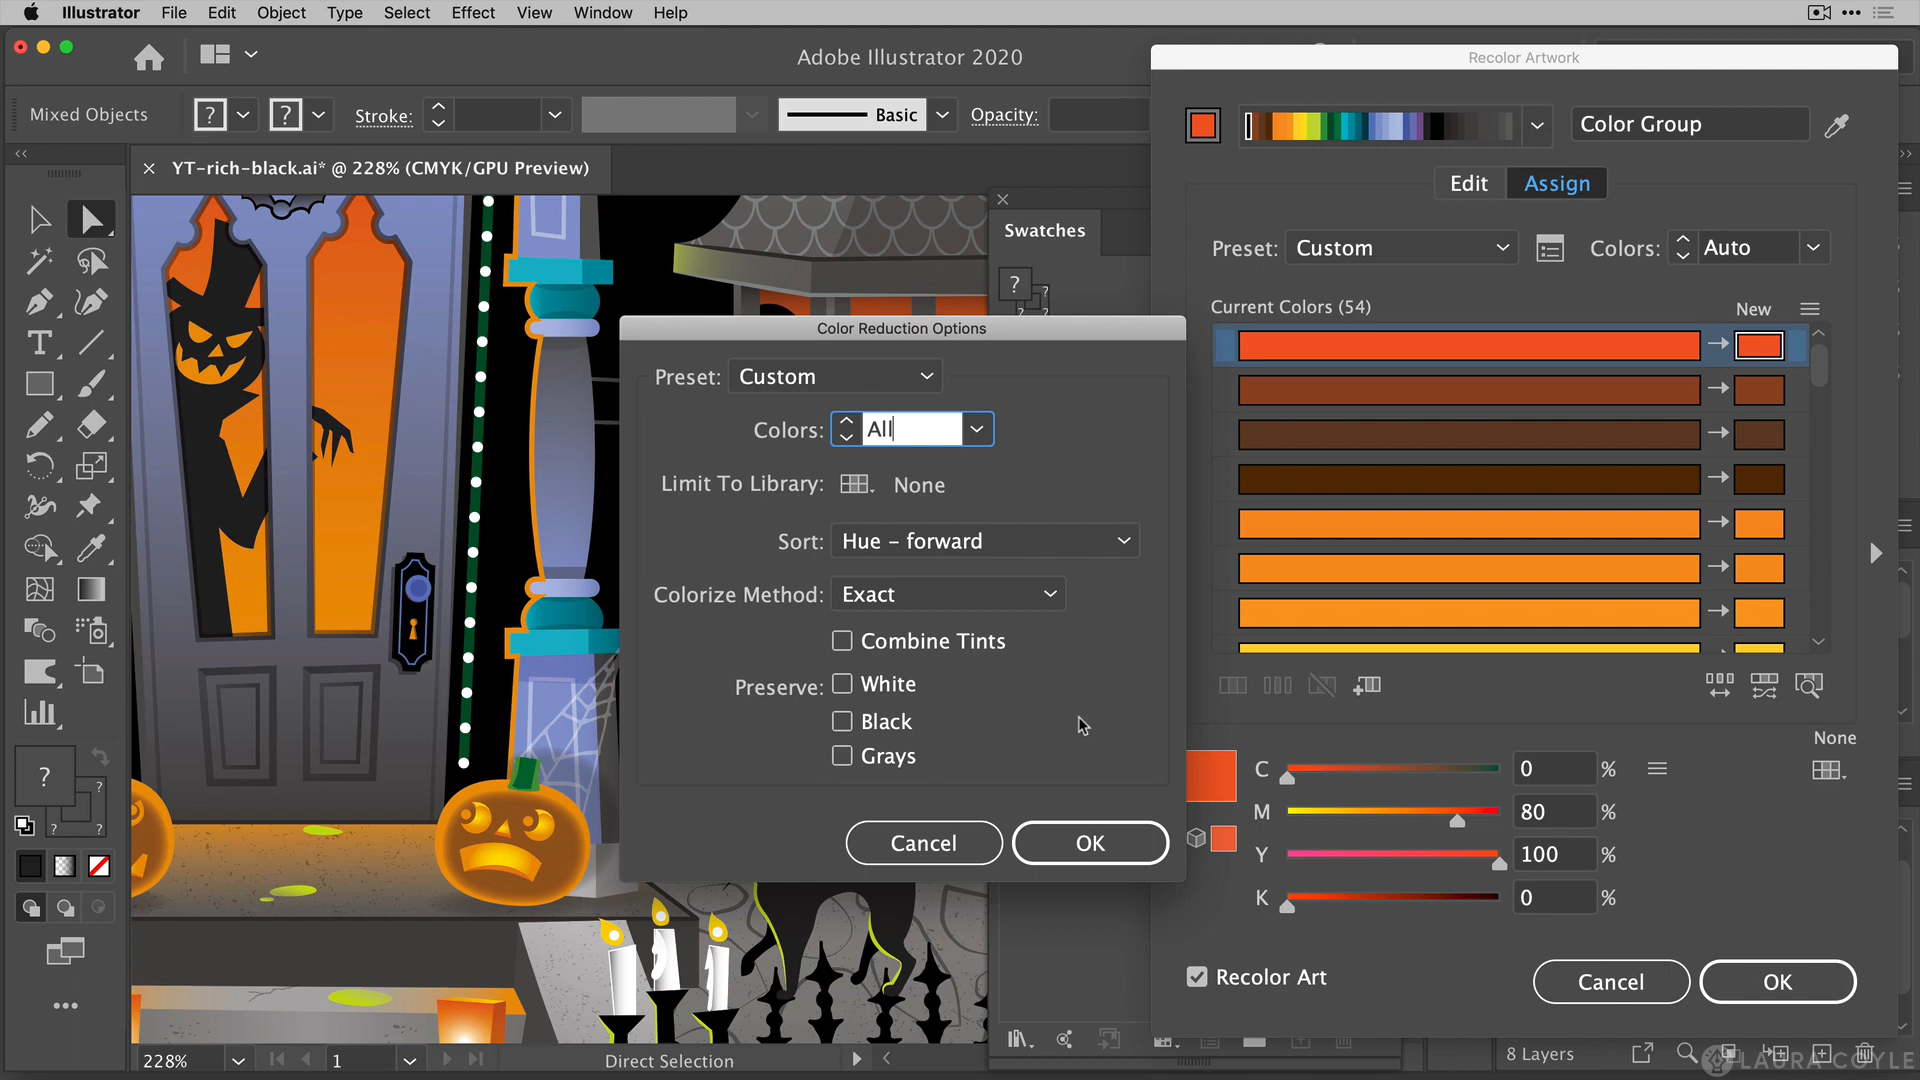 Illustrator File Edit Object Type Select Effect View Window Help
Adobe Illustrator 2020
Recolor Artwork
Mixed Objects ? ? Stroke: Basic Opacity:
Color Group
YT-rich-black.ai* @ 228% (CMYK/GPU Preview)
Edit Assign
Swatches
Preset: Custom Colors: Auto
?
?
? ?
Current Colors (54) New
Color Reduction Options
Preset: Custom
Colors: All
Limit To Library: None
Sort: Hue – forward
Colorize Method: Exact
Combine Tints
Preserve: White
Black
Grays
Cancel OK
None
C 0 %
M 80 %
Y 100 %
K 0 %
?
?
? ?
Recolor Art Cancel OK
228% 1 Direct Selection
8 Layers
LAURA COYLE